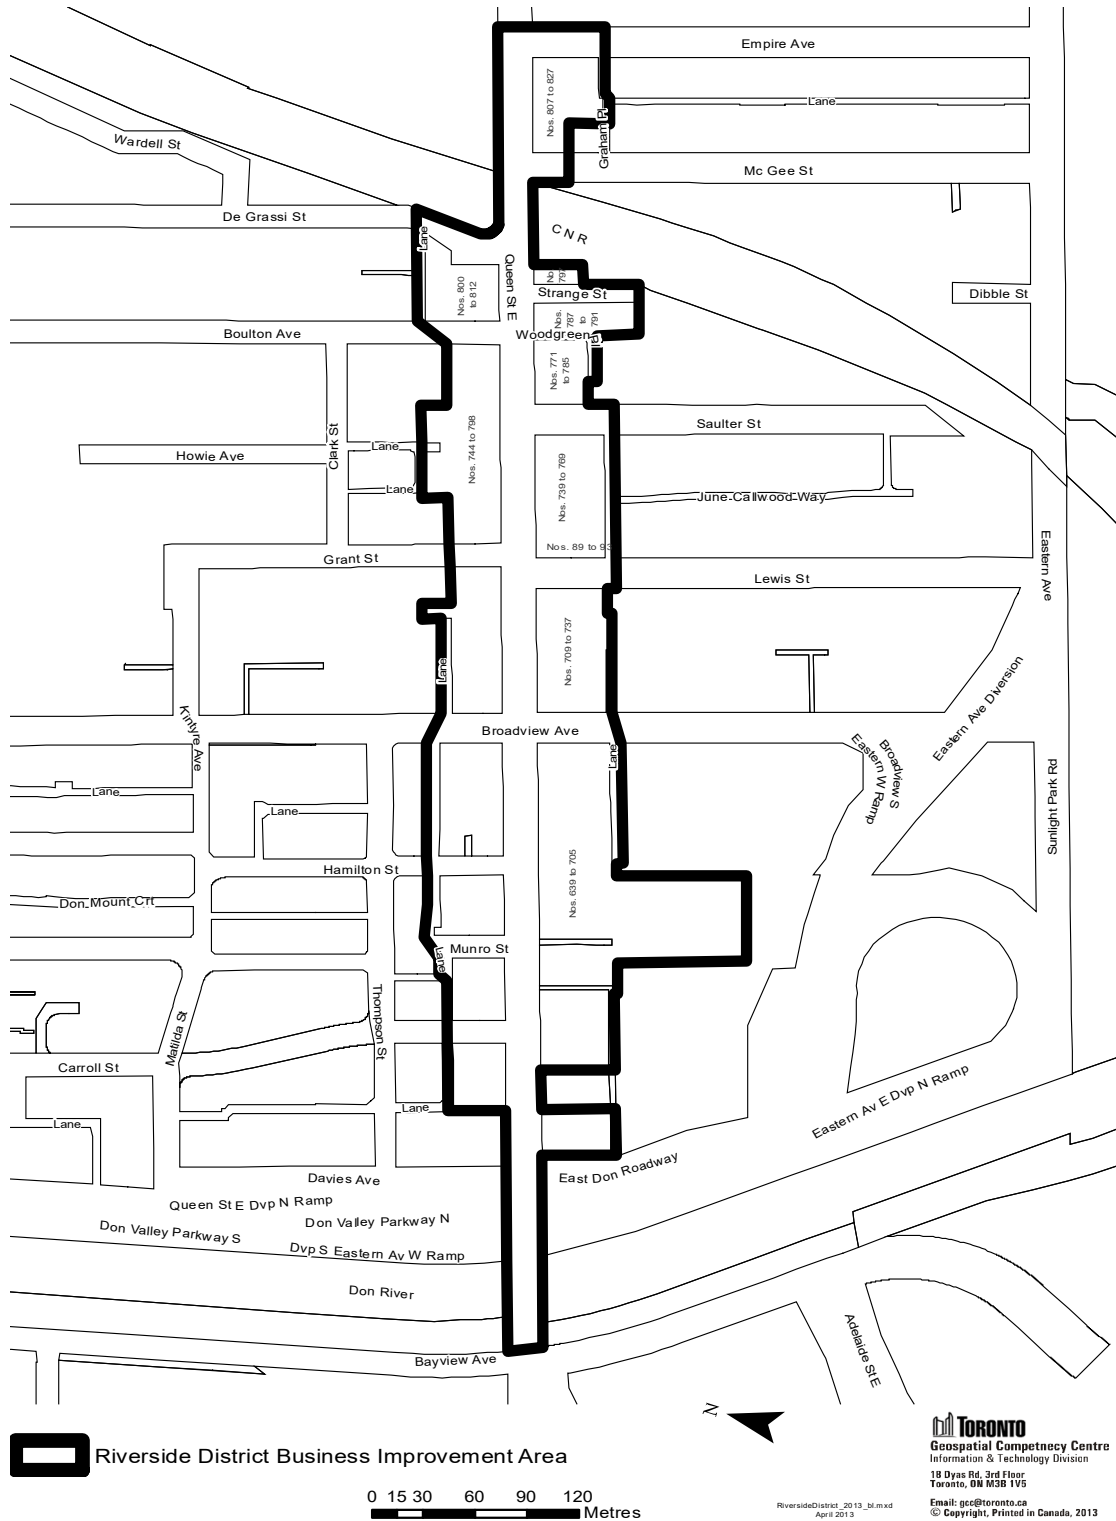 Empire Ave
Nos. 807 to 827
Lane
Graham Pl
Wardell St
Mc Gee St
De Grassi St
Lane
CNR
Queen St E
Nos. 800
to 812
Strange St
Dibble St
Nos.
787
to
791
Boulton Ave
Woodgreen Pl
Nos. 771
to 785
Saulter St
Clark St
Nos. 744 to 798
Lane
Howie Ave
Lane
Nos. 739 to 769
June Callwood Way
Nos. 89 to 93
Grant St
Eastern Ave
Lewis St
Nos. 709 to 737
Lane
Eastern Ave Diversion
Kintyre Ave
Broadview Ave
Broadview S
Eastern W Ramp
Lane
Lane
Lane
Sunlight Park Rd
Hamilton St
Nos. 639 to 705
Don Mount Crt
Munro St
Lane
Thompson St
Matilda St
Carroll St
Lane
Lane
Eastern Av E Dvp N Ramp
Davies Ave
East Don Roadway
Queen St E Dvp N Ramp
Don Valley Parkway N
Don Valley Parkway S
Dvp S Eastern Av W Ramp
Don River
Bayview Ave
Adelaide St E
N
Riverside District Business Improvement Area
0 15 30 60 90 120
Metres
TORONTO
Geospatial Competnecy Centre
Information & Technology Division
18 Dyas Rd, 3rd Floor
Toronto, ON M3B 1V5
Email: gcc@toronto.ca
© Copyright, Printed in Canada, 2013
RiversideDistrict_2013_bl.mxd
April 2013